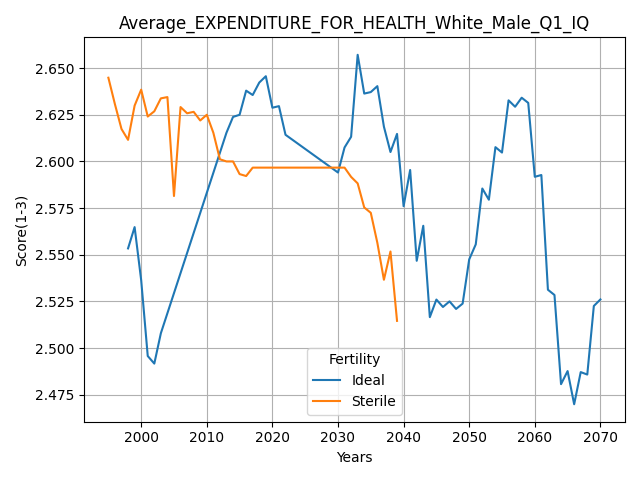 Average_EXPENDITURE_FOR_HEALTH_White_Male_Q1_IQ
2.650
2.625
2.600
2.575
2.550
2.525
2.500
2.475
Score(1-3)
Fertility
Ideal
Sterile
2000 2010 2020 2030 2040 2050 2060 2070
Years